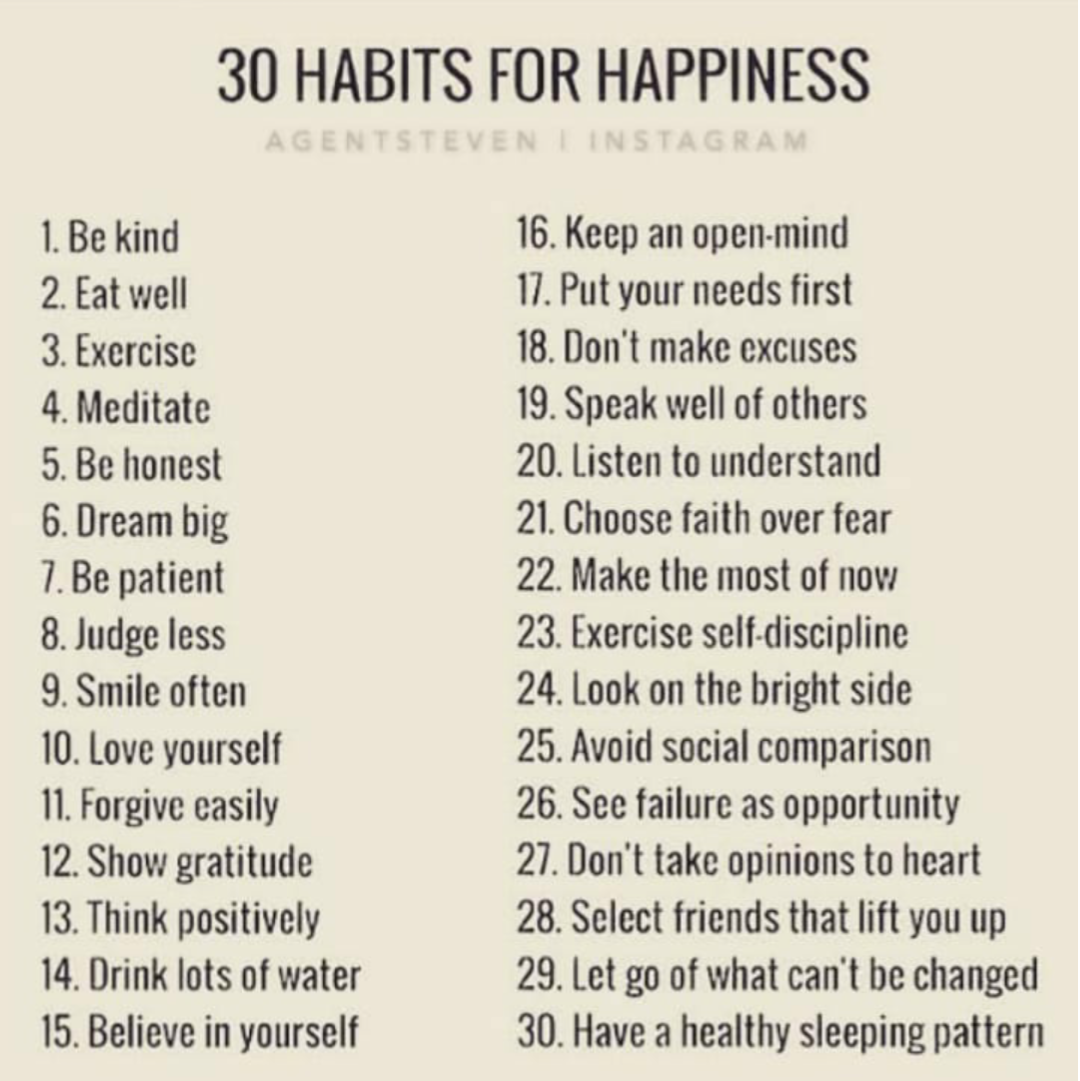 30 HABITS FOR HAPPINESS
AGENTSTEVEN | INSTAGRAM
1. Be kind
2. Eat well
3. Exercise
4. Meditate
5. Be honest
6. Dream big
7. Be patient
8. Judge less
9. Smile often
10. Love yourself
11. Forgive easily
12. Show gratitude
13. Think positively
14. Drink lots of water
15. Believe in yourself
16. Keep an open-mind
17. Put your needs first
18. Don't make excuses
19. Speak well of others
20. Listen to understand
21. Choose faith over fear
22. Make the most of now
23. Exercise self-discipline
24. Look on the bright side
25. Avoid social comparison
26. See failure as opportunity
27. Don't take opinions to heart
28. Select friends that lift you up
29. Let go of what can't be changed
30. Have a healthy sleeping pattern